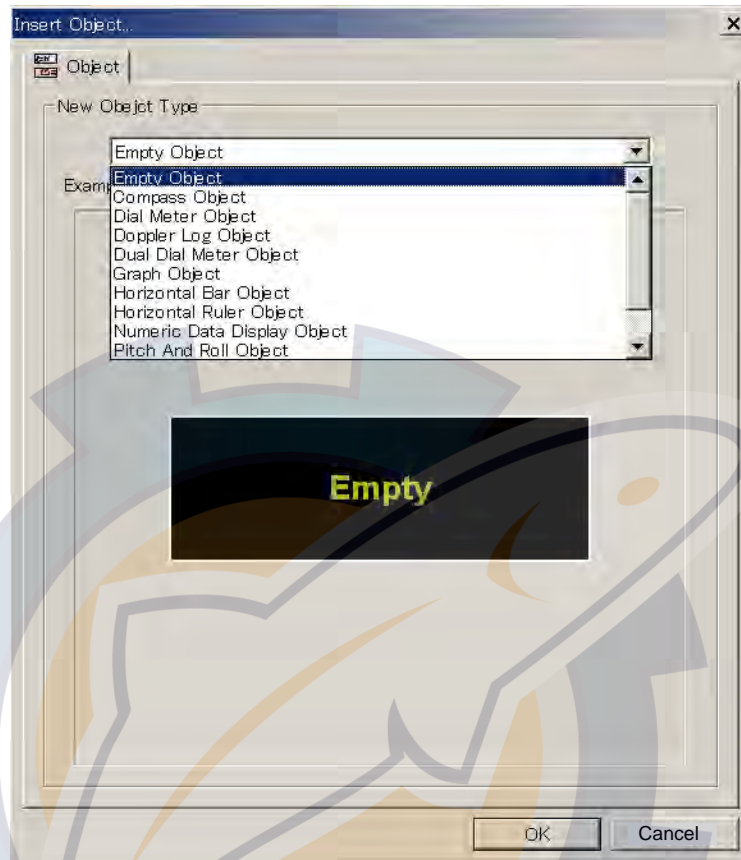 Insert Object...
Object
New Obejct Type
Empty Object
Exam
Empty Object
Compass Object
Dial Meter Object
Doppler Log Object
Dual Dial Meter Object
Graph Object
Horizontal Bar Object
Horizontal Ruler Object
Numeric Data Display Object
Pitch And Roll Object
Empty
OK
Cancel